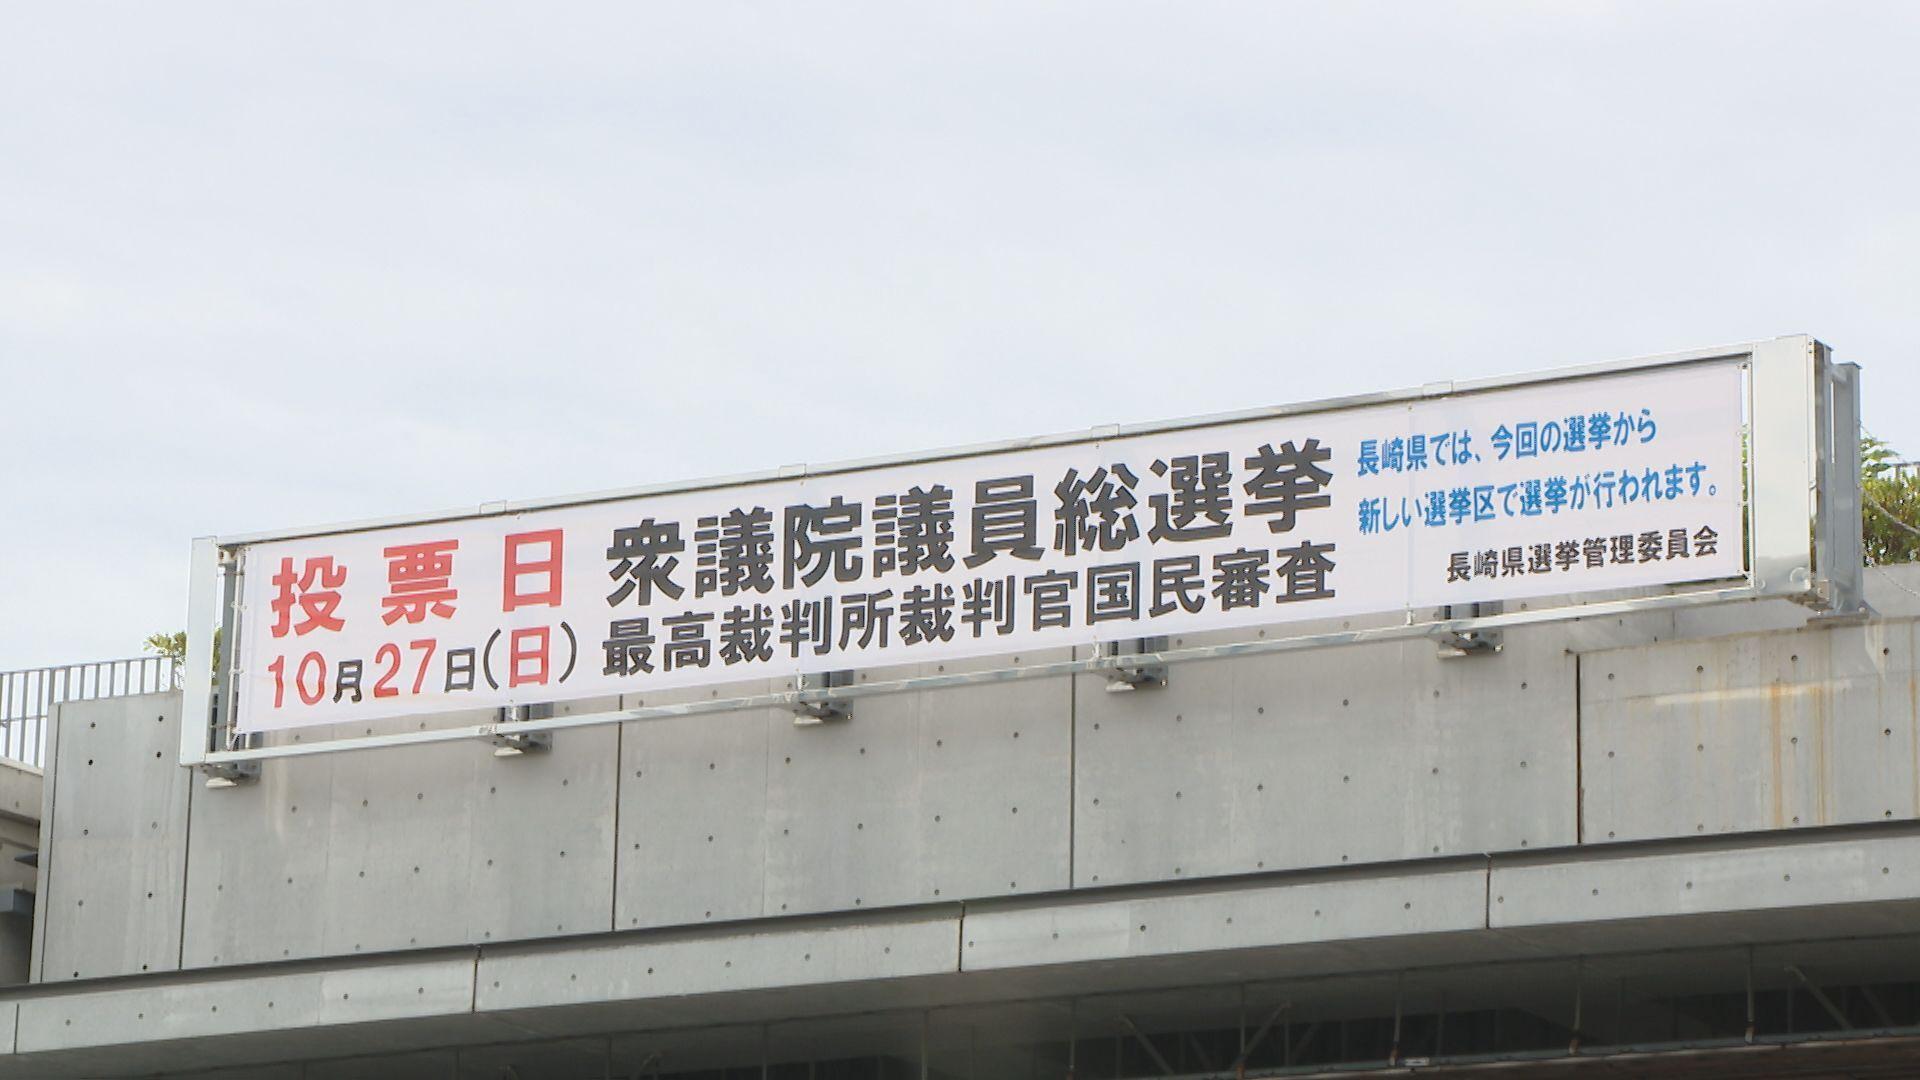 投票日
10月27日(日)
衆議院議員総選挙
最高裁判所裁判官国民審査
長崎県では、今回の選挙から
新しい選挙区で選挙が行われます。
長崎県選挙管理委員会